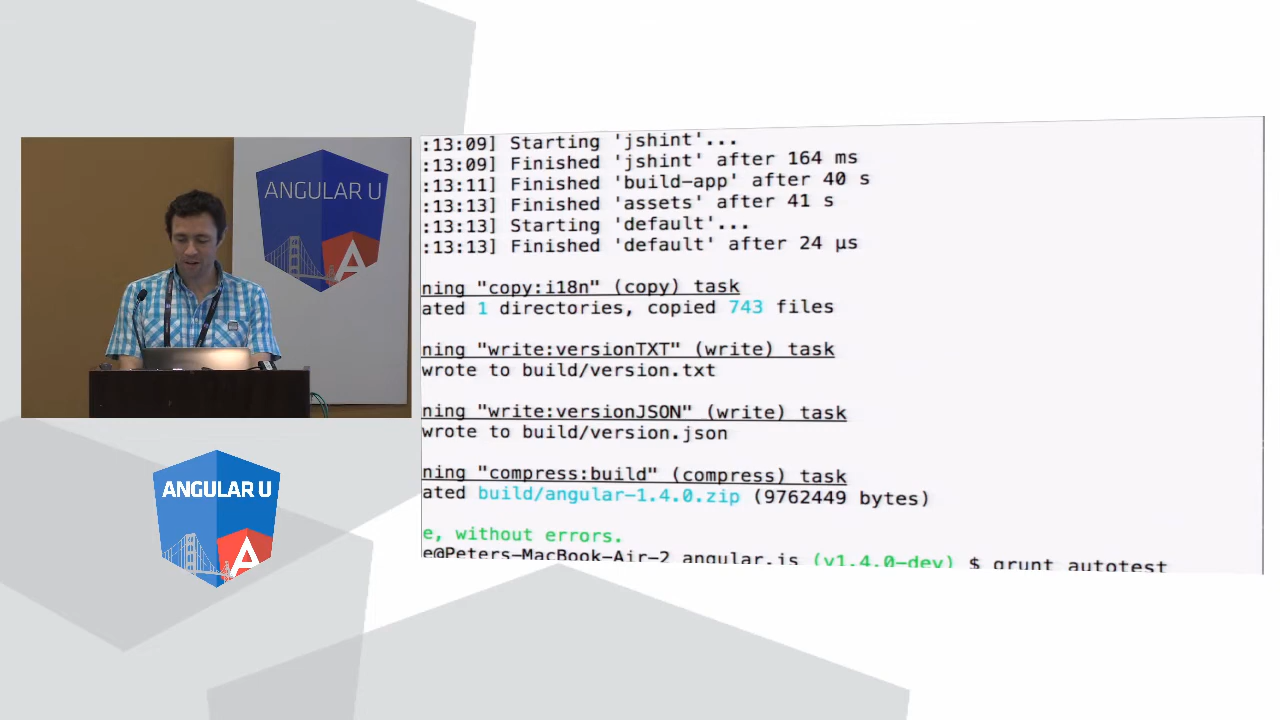 ANGULAR U
ANGULAR U
:13:09] Starting 'jshint'...
:13:09] Finished 'jshint' after 164 ms
:13:11] Finished 'build-app' after 40 s
:13:13] Finished 'assets' after 41 s
:13:13] Starting 'default'...
:13:13] Finished 'default' after 24 μs
ning "copy:i18n" (copy) task
ated 1 directories, copied 743 files
ning "write:versionTXT" (write) task
wrote to build/version.txt
ning "write:versionJSON" (write) task
wrote to build/version.json
ning "compress:build" (compress) task
ated build/angular-1.4.0.zip (9762449 bytes)
e, without errors.
e@Peters-MacBook-Air-2 angular.js (v1.4.0-dev) $ grunt autotest